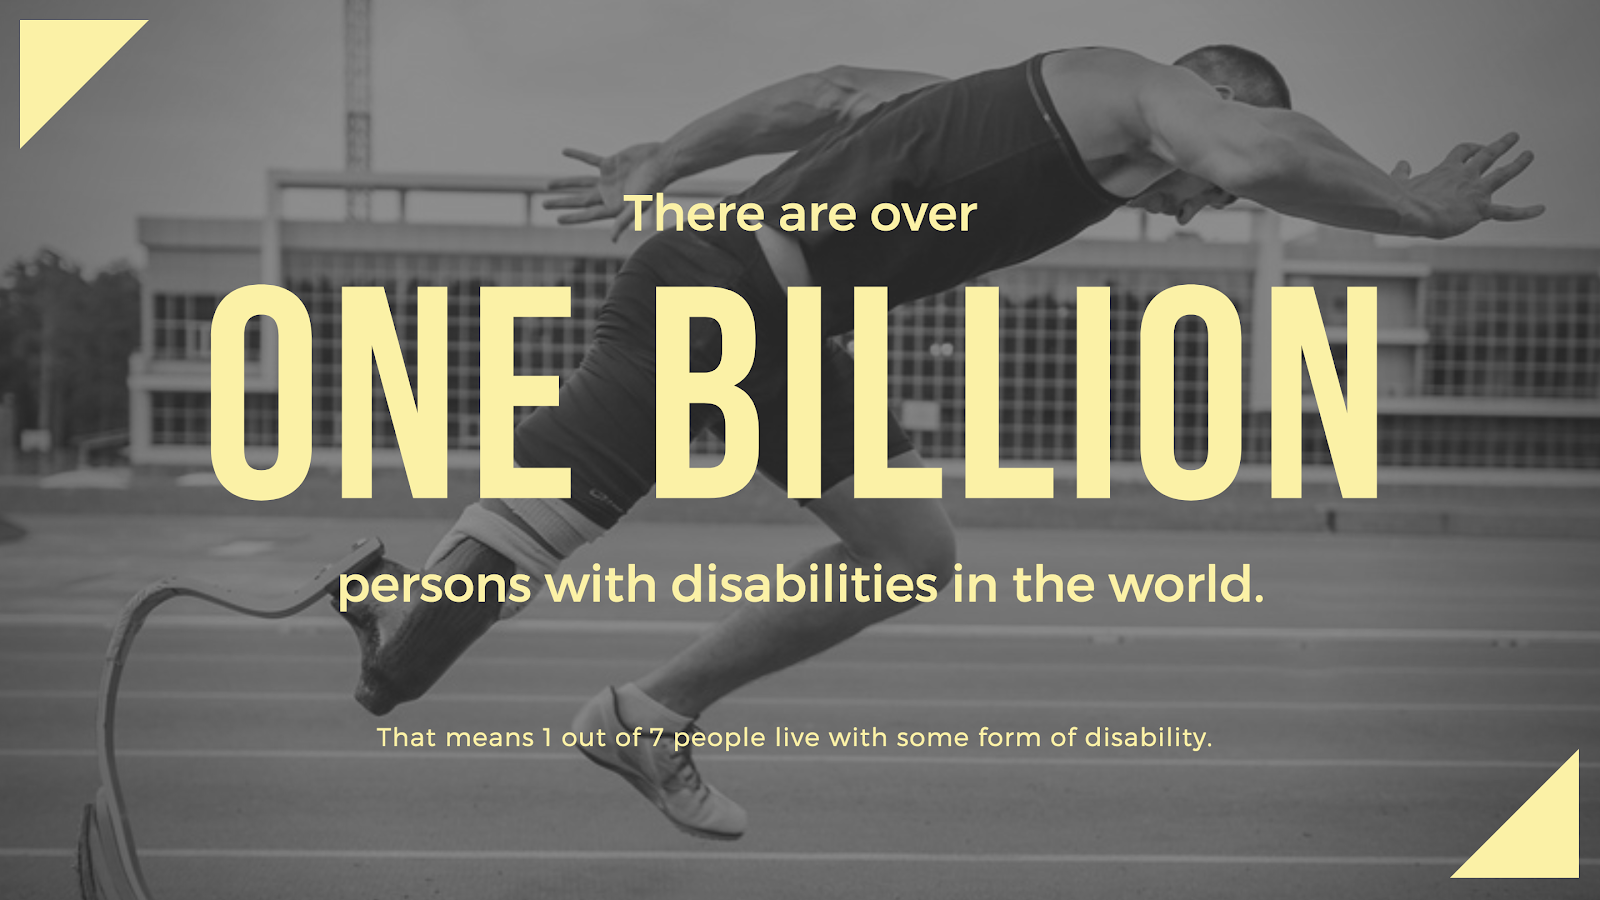 There are over
ONE BILLION
persons with disabilities in the world.
That means 1 out of 7 people live with some form of disability.